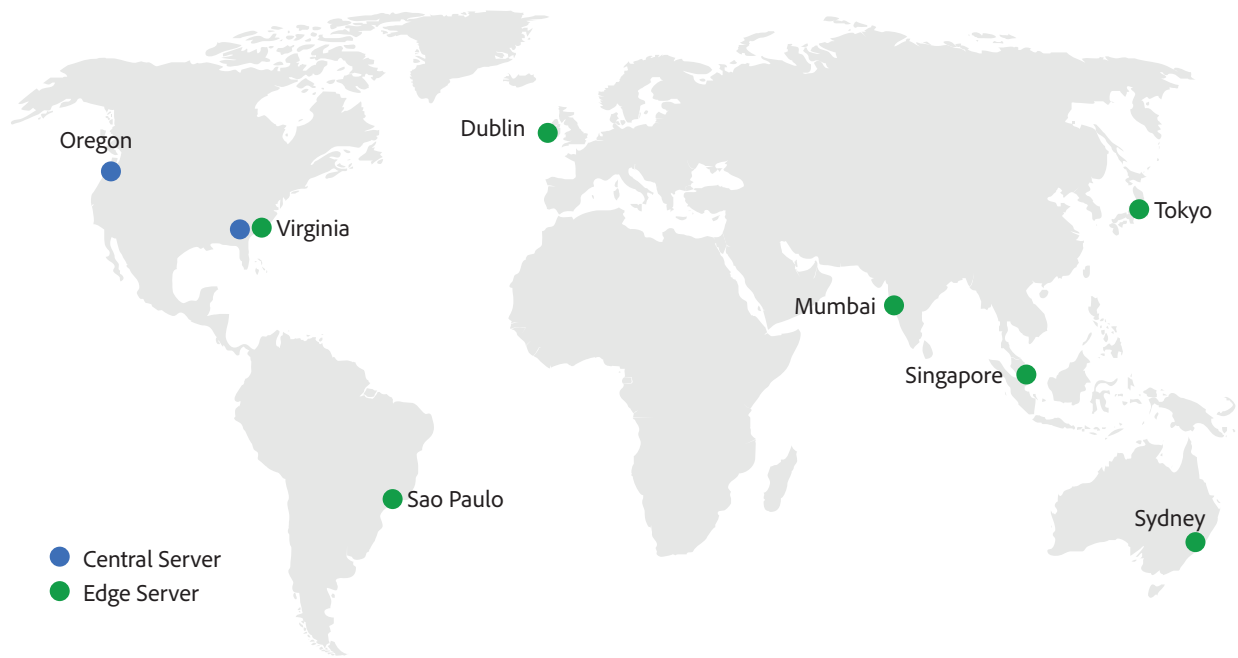 Oregon
Dublin
Virginia
Tokyo
Mumbai
Singapore
Sao Paulo
Sydney
Central Server
Edge Server